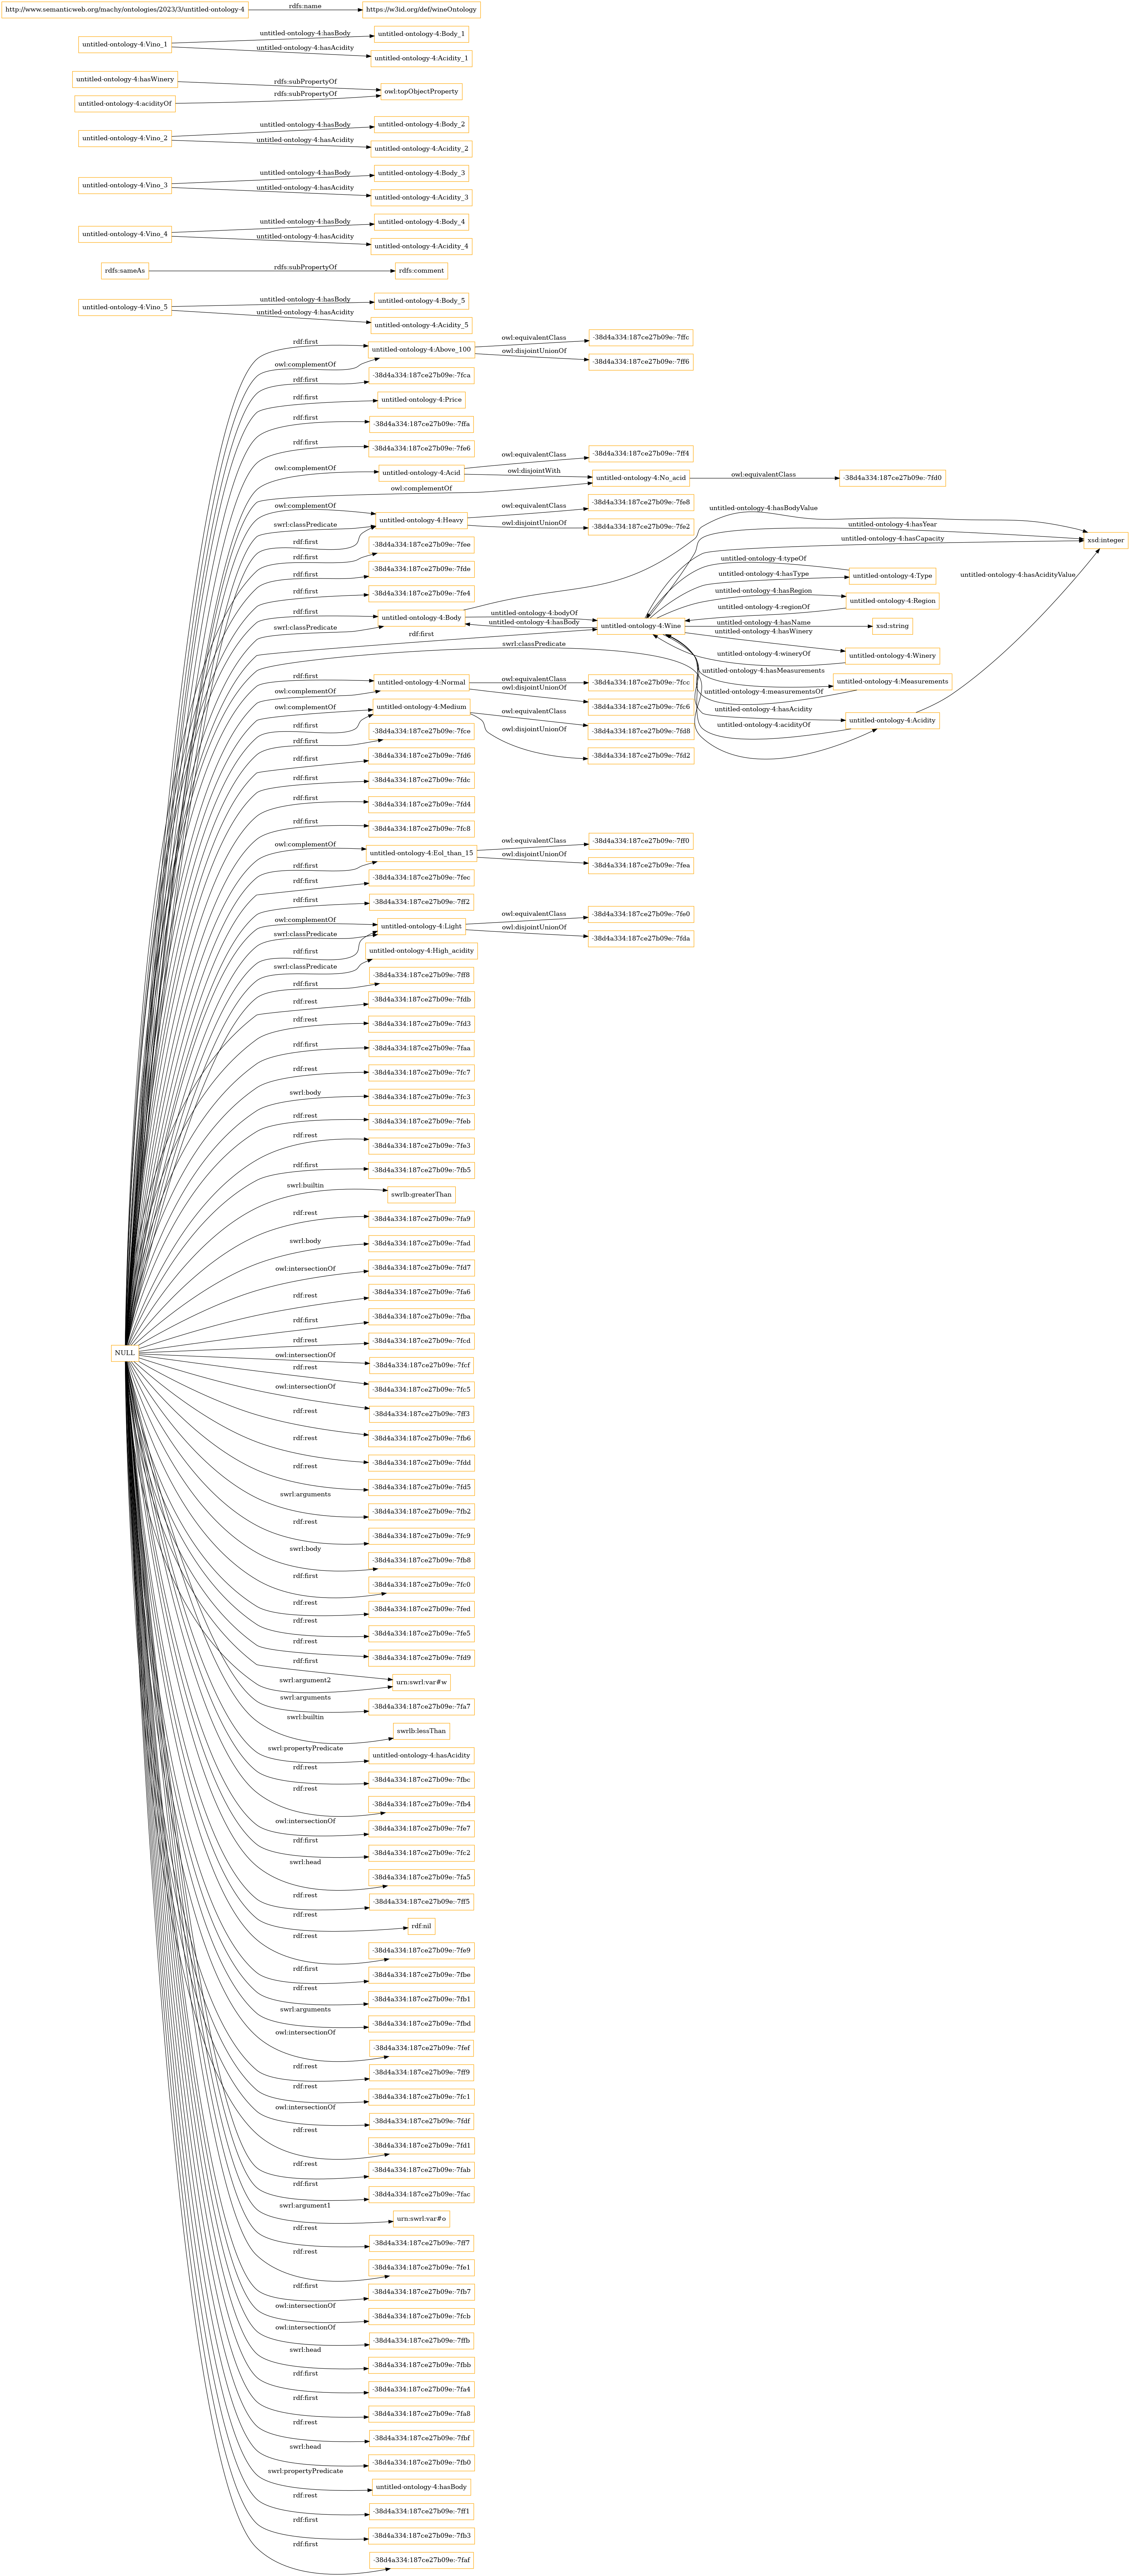 http://www.semanticweb.org/machy/ontologies/2023/3/untitled-ontology-4
rdfs:name
https://w3id.org/def/wineOntology
untitled-ontology-4:Vino_1
untitled-ontology-4:hasBody
untitled-ontology-4:Body_1
untitled-ontology-4:hasAcidity
untitled-ontology-4:Acidity_1
untitled-ontology-4:hasWinery
rdfs:subPropertyOf
untitled-ontology-4:acidityOf
rdfs:subPropertyOf
owl:topObjectProperty
untitled-ontology-4:Vino_2
untitled-ontology-4:hasBody
untitled-ontology-4:Body_2
untitled-ontology-4:hasAcidity
untitled-ontology-4:Acidity_2
untitled-ontology-4:Vino_3
untitled-ontology-4:hasBody
untitled-ontology-4:Body_3
untitled-ontology-4:hasAcidity
untitled-ontology-4:Acidity_3
untitled-ontology-4:Vino_4
untitled-ontology-4:hasBody
untitled-ontology-4:Body_4
untitled-ontology-4:hasAcidity
untitled-ontology-4:Acidity_4
rdfs:sameAs
rdfs:subPropertyOf
rdfs:comment
untitled-ontology-4:Vino_5
untitled-ontology-4:hasBody
untitled-ontology-4:Body_5
untitled-ontology-4:hasAcidity
untitled-ontology-4:Acidity_5
NULL
rdf:first
owl:complementOf
untitled-ontology-4:Above_100
owl:equivalentClass
-38d4a334:187ce27b09e:-7ffc
owl:disjointUnionOf
-38d4a334:187ce27b09e:-7ff6
rdf:first
-38d4a334:187ce27b09e:-7fca
rdf:first
untitled-ontology-4:Price
rdf:first
-38d4a334:187ce27b09e:-7ffa
rdf:first
-38d4a334:187ce27b09e:-7fe6
owl:complementOf
untitled-ontology-4:Acid
owl:equivalentClass
-38d4a334:187ce27b09e:-7ff4
owl:disjointWith
owl:complementOf
untitled-ontology-4:No_acid
owl:equivalentClass
-38d4a334:187ce27b09e:-7fd0
owl:complementOf
swrl:classPredicate
rdf:first
untitled-ontology-4:Heavy
owl:equivalentClass
-38d4a334:187ce27b09e:-7fe8
owl:disjointUnionOf
-38d4a334:187ce27b09e:-7fe2
rdf:first
-38d4a334:187ce27b09e:-7fee
rdf:first
-38d4a334:187ce27b09e:-7fde
rdf:first
-38d4a334:187ce27b09e:-7fe4
rdf:first
swrl:classPredicate
untitled-ontology-4:Body
untitled-ontology-4:hasBodyValue
untitled-ontology-4:bodyOf
untitled-ontology-4:hasBody
rdf:first
untitled-ontology-4:Wine
untitled-ontology-4:hasYear
untitled-ontology-4:hasCapacity
xsd:integer
untitled-ontology-4:typeOf
untitled-ontology-4:hasType
untitled-ontology-4:Type
untitled-ontology-4:hasRegion
untitled-ontology-4:regionOf
untitled-ontology-4:Region
untitled-ontology-4:hasName
xsd:string
untitled-ontology-4:hasWinery
untitled-ontology-4:wineryOf
untitled-ontology-4:Winery
untitled-ontology-4:hasMeasurements
untitled-ontology-4:measurementsOf
untitled-ontology-4:Measurements
untitled-ontology-4:hasAcidity
untitled-ontology-4:acidityOf
untitled-ontology-4:Acidity
untitled-ontology-4:hasAcidityValue
swrl:classPredicate
rdf:first
owl:complementOf
untitled-ontology-4:Normal
owl:equivalentClass
-38d4a334:187ce27b09e:-7fcc
owl:disjointUnionOf
-38d4a334:187ce27b09e:-7fc6
owl:complementOf
rdf:first
untitled-ontology-4:Medium
owl:equivalentClass
-38d4a334:187ce27b09e:-7fd8
owl:disjointUnionOf
-38d4a334:187ce27b09e:-7fd2
rdf:first
-38d4a334:187ce27b09e:-7fce
rdf:first
-38d4a334:187ce27b09e:-7fd6
rdf:first
-38d4a334:187ce27b09e:-7fdc
rdf:first
-38d4a334:187ce27b09e:-7fd4
rdf:first
-38d4a334:187ce27b09e:-7fc8
owl:complementOf
rdf:first
untitled-ontology-4:Eol_than_15
owl:equivalentClass
-38d4a334:187ce27b09e:-7ff0
owl:disjointUnionOf
-38d4a334:187ce27b09e:-7fea
rdf:first
-38d4a334:187ce27b09e:-7fec
rdf:first
-38d4a334:187ce27b09e:-7ff2
owl:complementOf
swrl:classPredicate
rdf:first
untitled-ontology-4:Light
owl:equivalentClass
-38d4a334:187ce27b09e:-7fe0
owl:disjointUnionOf
-38d4a334:187ce27b09e:-7fda
swrl:classPredicate
untitled-ontology-4:High_acidity
rdf:first
-38d4a334:187ce27b09e:-7ff8
rdf:rest
-38d4a334:187ce27b09e:-7fdb
rdf:rest
-38d4a334:187ce27b09e:-7fd3
rdf:first
-38d4a334:187ce27b09e:-7faa
rdf:rest
-38d4a334:187ce27b09e:-7fc7
swrl:body
-38d4a334:187ce27b09e:-7fc3
rdf:rest
-38d4a334:187ce27b09e:-7feb
rdf:rest
-38d4a334:187ce27b09e:-7fe3
rdf:first
-38d4a334:187ce27b09e:-7fb5
swrl:builtin
swrlb:greaterThan
rdf:rest
-38d4a334:187ce27b09e:-7fa9
swrl:body
-38d4a334:187ce27b09e:-7fad
owl:intersectionOf
-38d4a334:187ce27b09e:-7fd7
rdf:rest
-38d4a334:187ce27b09e:-7fa6
rdf:first
-38d4a334:187ce27b09e:-7fba
rdf:rest
-38d4a334:187ce27b09e:-7fcd
owl:intersectionOf
-38d4a334:187ce27b09e:-7fcf
rdf:rest
-38d4a334:187ce27b09e:-7fc5
owl:intersectionOf
-38d4a334:187ce27b09e:-7ff3
rdf:rest
-38d4a334:187ce27b09e:-7fb6
rdf:rest
-38d4a334:187ce27b09e:-7fdd
rdf:rest
-38d4a334:187ce27b09e:-7fd5
swrl:arguments
-38d4a334:187ce27b09e:-7fb2
rdf:rest
-38d4a334:187ce27b09e:-7fc9
swrl:body
-38d4a334:187ce27b09e:-7fb8
rdf:first
-38d4a334:187ce27b09e:-7fc0
rdf:rest
-38d4a334:187ce27b09e:-7fed
rdf:rest
-38d4a334:187ce27b09e:-7fe5
rdf:rest
-38d4a334:187ce27b09e:-7fd9
rdf:first
swrl:argument2
urn:swrl:var#w
swrl:arguments
-38d4a334:187ce27b09e:-7fa7
swrl:builtin
swrlb:lessThan
swrl:propertyPredicate
untitled-ontology-4:hasAcidity
rdf:rest
-38d4a334:187ce27b09e:-7fbc
rdf:rest
-38d4a334:187ce27b09e:-7fb4
owl:intersectionOf
-38d4a334:187ce27b09e:-7fe7
rdf:first
-38d4a334:187ce27b09e:-7fc2
swrl:head
-38d4a334:187ce27b09e:-7fa5
rdf:rest
-38d4a334:187ce27b09e:-7ff5
rdf:rest
rdf:nil
rdf:rest
-38d4a334:187ce27b09e:-7fe9
rdf:first
-38d4a334:187ce27b09e:-7fbe
rdf:rest
-38d4a334:187ce27b09e:-7fb1
swrl:arguments
-38d4a334:187ce27b09e:-7fbd
owl:intersectionOf
-38d4a334:187ce27b09e:-7fef
rdf:rest
-38d4a334:187ce27b09e:-7ff9
rdf:rest
-38d4a334:187ce27b09e:-7fc1
owl:intersectionOf
-38d4a334:187ce27b09e:-7fdf
rdf:rest
-38d4a334:187ce27b09e:-7fd1
rdf:rest
-38d4a334:187ce27b09e:-7fab
rdf:first
-38d4a334:187ce27b09e:-7fac
swrl:argument1
urn:swrl:var#o
rdf:rest
-38d4a334:187ce27b09e:-7ff7
rdf:rest
-38d4a334:187ce27b09e:-7fe1
rdf:first
-38d4a334:187ce27b09e:-7fb7
owl:intersectionOf
-38d4a334:187ce27b09e:-7fcb
owl:intersectionOf
-38d4a334:187ce27b09e:-7ffb
swrl:head
-38d4a334:187ce27b09e:-7fbb
rdf:first
-38d4a334:187ce27b09e:-7fa4
rdf:first
-38d4a334:187ce27b09e:-7fa8
rdf:rest
-38d4a334:187ce27b09e:-7fbf
swrl:head
-38d4a334:187ce27b09e:-7fb0
swrl:propertyPredicate
untitled-ontology-4:hasBody
rdf:rest
-38d4a334:187ce27b09e:-7ff1
rdf:first
-38d4a334:187ce27b09e:-7fb3
rdf:first
-38d4a334:187ce27b09e:-7faf